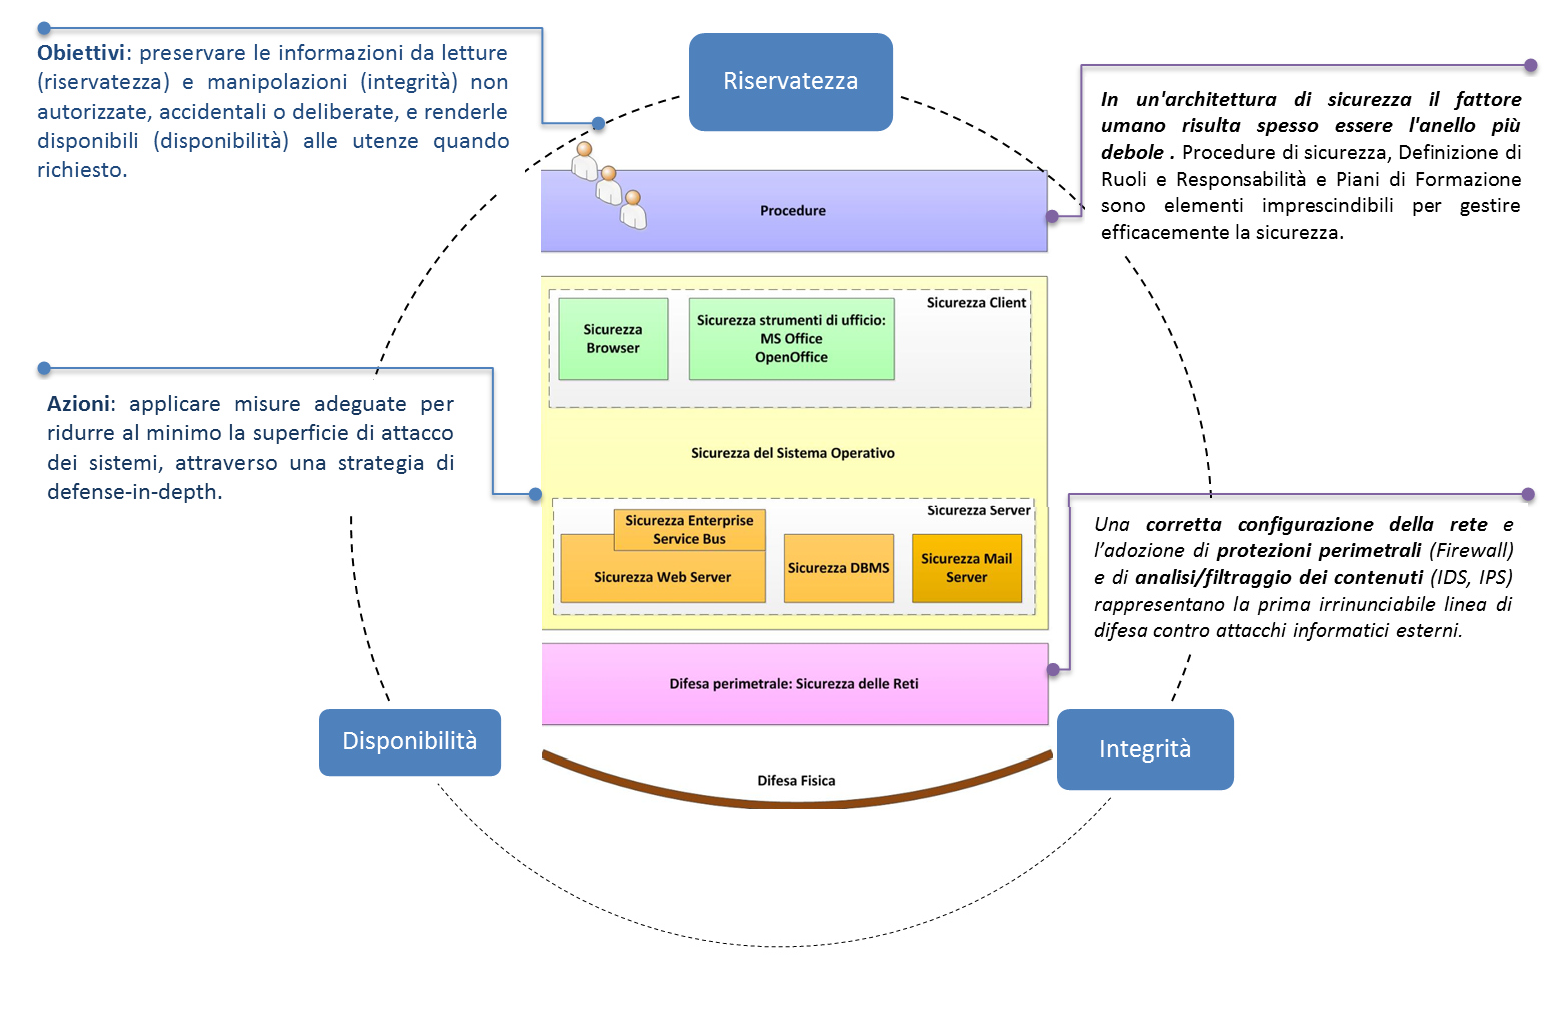 Obiettivi: preservare le informazioni da letture
(riservatezza) e manipolazioni (integrità) non
autorizzate, accidentali o deliberate, e renderle
disponibili (disponibilità) alle utenze quando
richiesto.
Riservatezza
In un'architettura di sicurezza il fattore
umano risulta spesso essere l'anello più
debole . Procedure di sicurezza, Definizione di
Ruoli e Responsabilità e Piani di Formazione
sono elementi imprescindibili per gestire
efficacemente la sicurezza.
Procedure
Sicurezza Client
Sicurezza
Browser
Sicurezza strumenti di ufficio:
MS Office
OpenOffice
Azioni: applicare misure adeguate per
ridurre al minimo la superficie di attacco
dei sistemi, attraverso una strategia di
defense-in-depth.
Sicurezza del Sistema Operativo
Sicurezza Server
Sicurezza Enterprise
Service Bus
Sicurezza Web Server
Sicurezza DBMS
Sicurezza Mail
Server
Una corretta configurazione della rete e
l'adozione di protezioni perimetrali (Firewall)
e di analisi/filtraggio dei contenuti (IDS, IPS)
rappresentano la prima irrinunciabile linea di
difesa contro attacchi informatici esterni.
Difesa perimetrale: Sicurezza delle Reti
Disponibilità
Integrità
Difesa Fisica